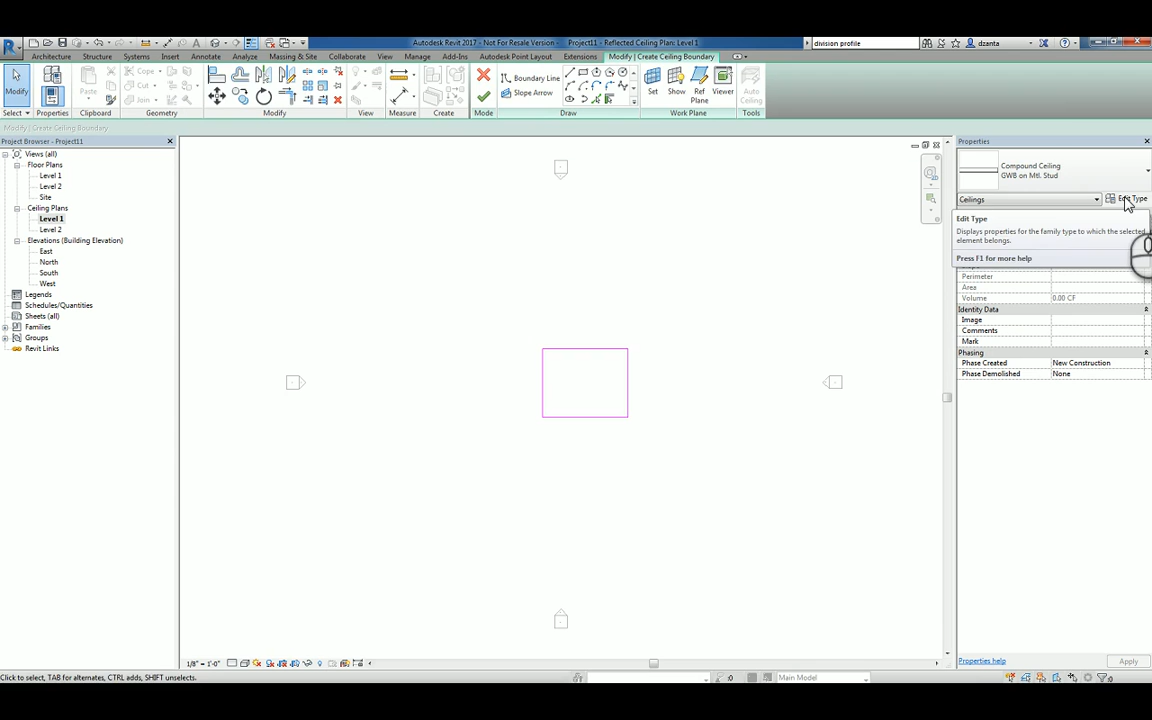 Autodesk Revit 2017 - Not For Resale Version - Project11 - Reflected Ceiling Plan: Level 1
division profile
dzanta
Architecture Structure Systems Insert Annotate Analyze Massing & Site Collaborate View Manage Add-Ins Autodesk Point Layout Extensions Modify | Create Ceiling Boundary
Modify
Paste
Cope
Cut
Join
Boundary Line
Slope Arrow
Set Show Ref Plane Viewer Auto Ceiling
Select Properties Clipboard Geometry Modify View Measure Create Mode Draw Work Plane Tools
Modify | Create Ceiling Boundary
Project Browser - Project11
Views (all)
Floor Plans
Level 1
Level 2
Site
Ceiling Plans
Level 1
Level 2
Elevations (Building Elevation)
East
North
South
West
Legends
Schedules/Quantities
Sheets (all)
Families
Groups
Revit Links
Properties
Compound Ceiling
GWB on Mtl. Stud
Ceilings
Edit Type
Edit Type
Displays properties for the family type to which the selected
element belongs.
Press F1 for more help
Perimeter
Area
Volume 0.00 CF
Identity Data
Image
Comments
Mark
Phasing
Phase Created New Construction
Phase Demolished None
Properties help
Apply
1/8" = 1'-0"
Click to select, TAB for alternates, CTRL adds, SHIFT unselects.
:0
Main Model
:0